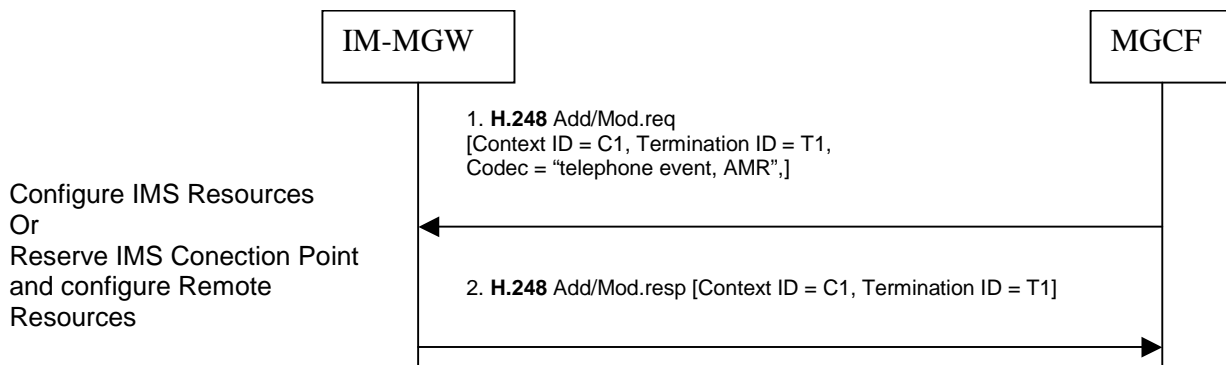 IM-MGW
MGCF
1. H.248 Add/Mod.req
[Context ID = C1, Termination ID = T1,
Codec = “telephone event, AMR”,]
Configure IMS Resources
Or
Reserve IMS Conection Point
and configure Remote
Resources
2. H.248 Add/Mod.resp [Context ID = C1, Termination ID = T1]